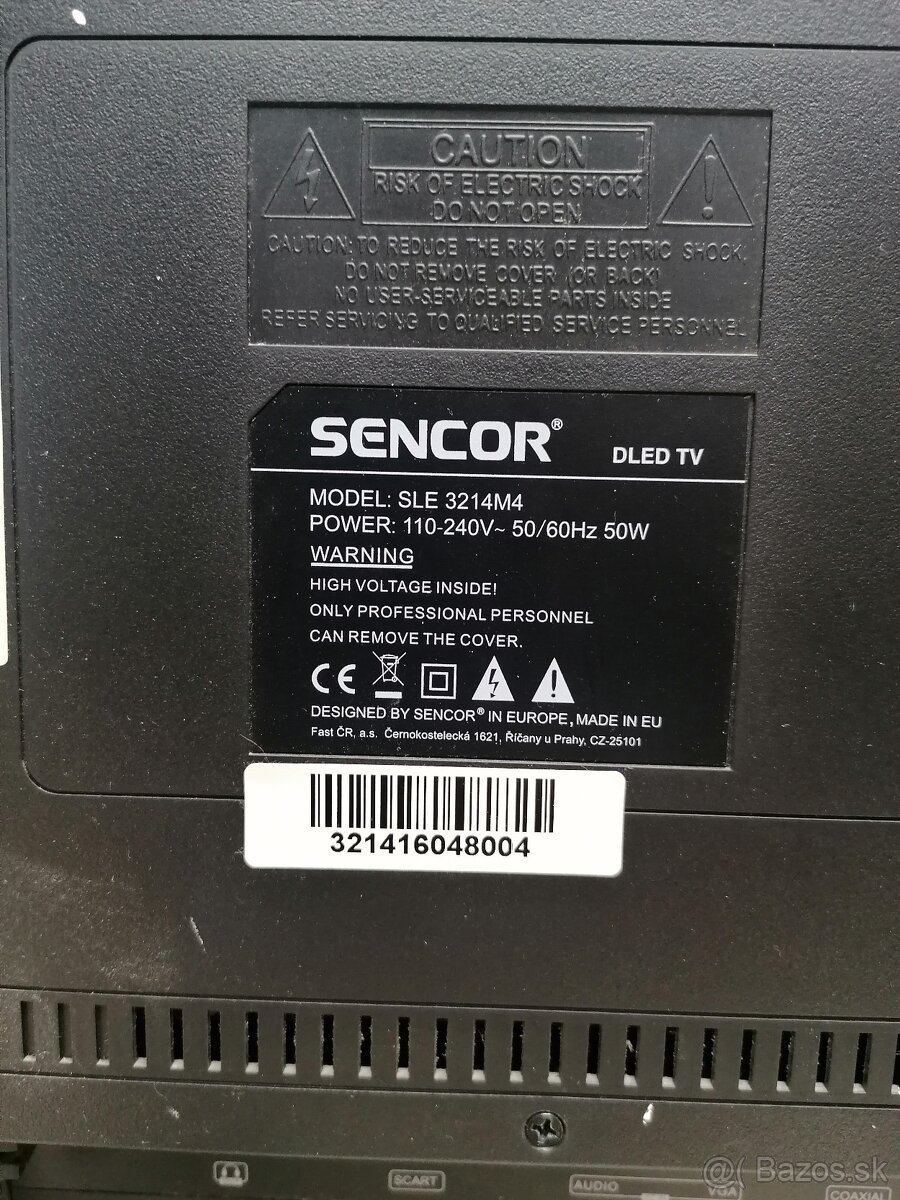 CAUTION
RISK OF ELECTRIC SHOCK
DO NOT OPEN
CAUTION: TO REDUCE THE RISK OF ELECTRIC SHOCK,
DO NOT REMOVE COVER (OR BACK)
NO USER-SERVICEABLE PARTS INSIDE
REFER SERVICING TO QUALIFIED SERVICE PERSONNEL
SENCOR® DLED TV
MODEL: SLE 3214M4
POWER: 110-240V~ 50/60Hz 50W
WARNING
HIGH VOLTAGE INSIDE!
ONLY PROFESSIONAL PERSONNEL
CAN REMOVE THE COVER.
CE
DESIGNED BY SENCOR® IN EUROPE, MADE IN EU
Fast ČR, a.s. Černokostelecká 1621, Říčany u Prahy, CZ-25101
321416048004
SCART AUDIO VGA COAXIAL
@ Bazos.sk